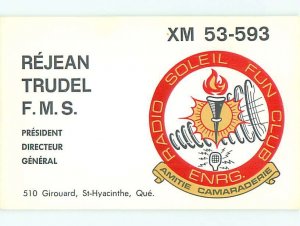 XM 53-593
RÉJEAN
TRUDEL
F.M.S.
PRÉSIDENT
DIRECTEUR
GÉNÉRAL
RADIO SOLEIL FUN CLUB
ENRG.
AMITIE CAMARADERIE
510 Girouard, St-Hyacinthe, Qué.